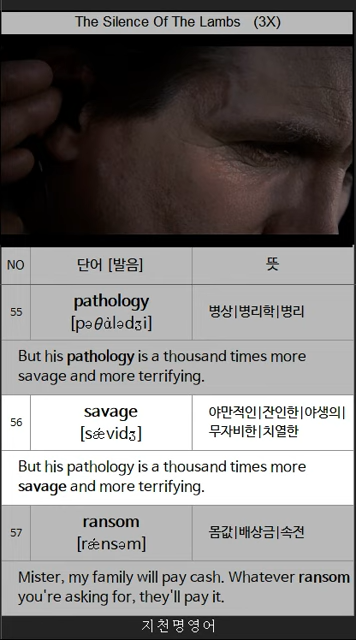 The Silence Of The Lambs (3X)
NO 단어 [발음] 뜻
55 pathology [pəθάlədʒi] 병상|병리학|병리
But his pathology is a thousand times more
savage and more terrifying.
56 savage [sǽvidʒ] 야만적인|잔인한|야생의|
무자비한|치열한
But his pathology is a thousand times more
savage and more terrifying.
57 ransom [rǽnsəm] 몸값|배상금|속전
Mister, my family will pay cash. Whatever ransom
you're asking for, they'll pay it.
지천명영어